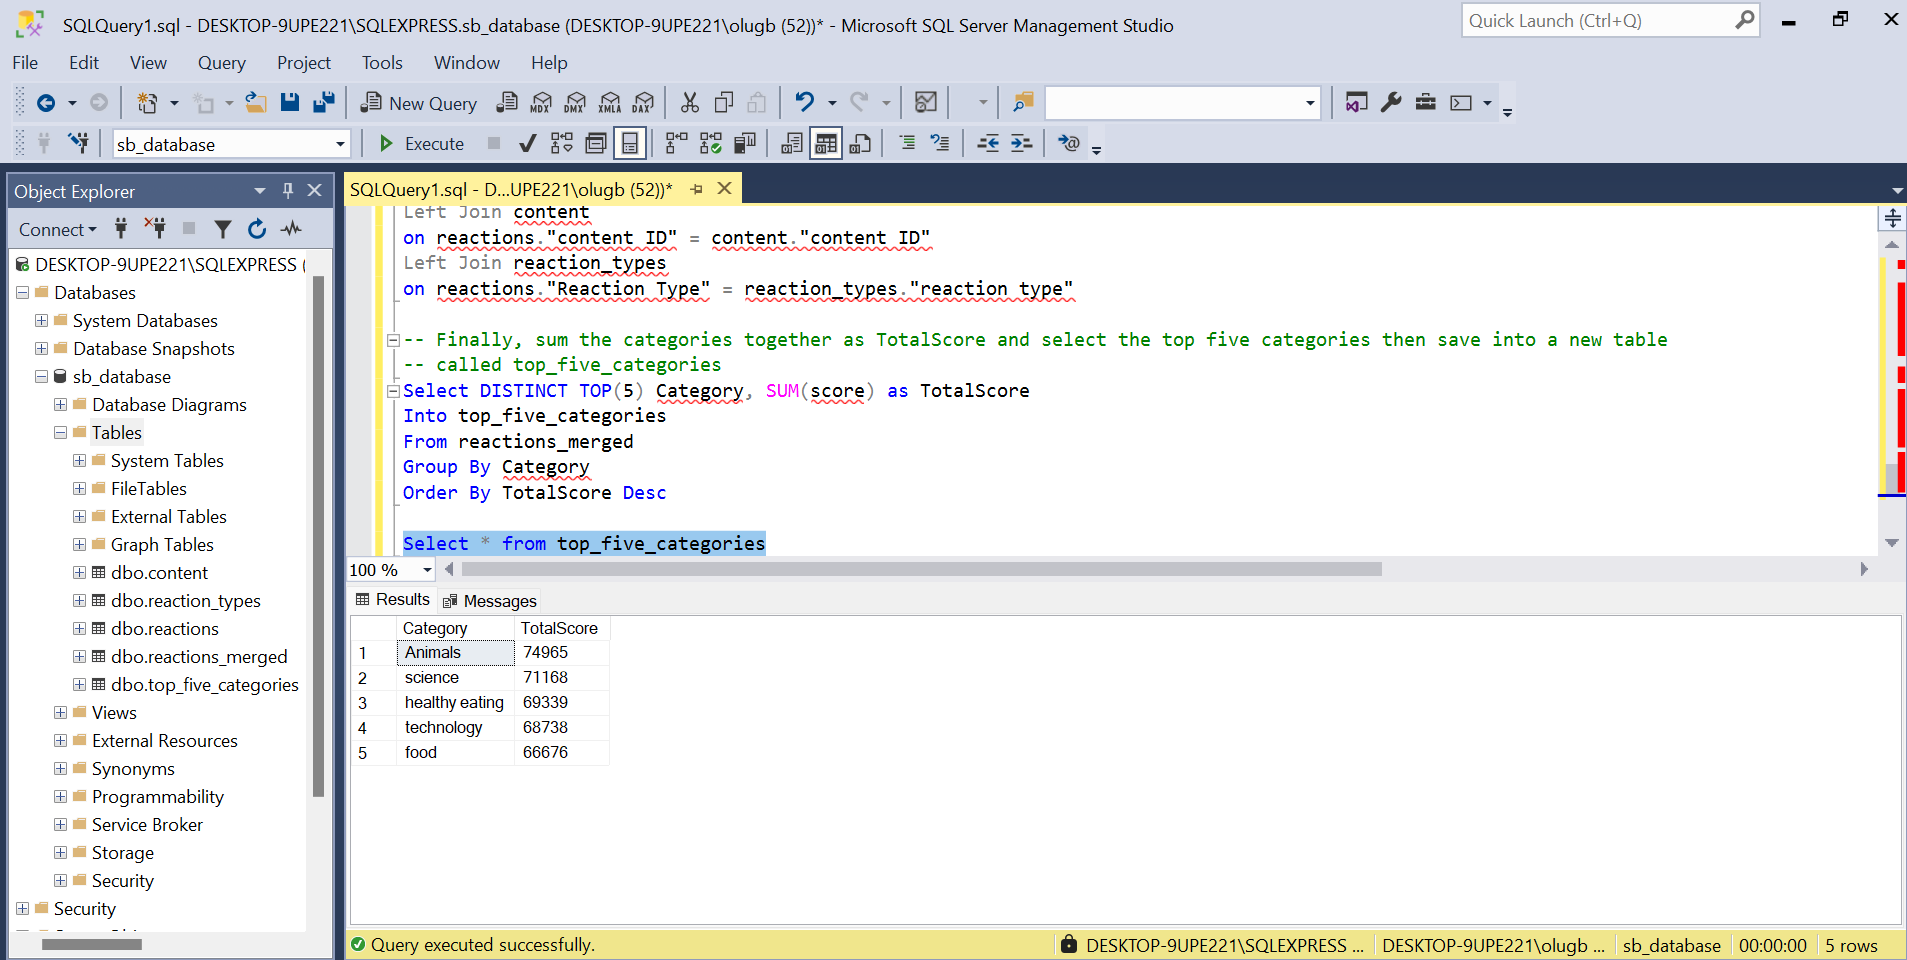 SQLQuery1.sql - DESKTOP-9UPE221\SQLEXPRESS.sb_database (DESKTOP-9UPE221\olugb (52))* - Microsoft SQL Server Management Studio
Quick Launch (Ctrl+Q)
File Edit View Query Project Tools Window Help
New Query MDX DMX XMLA DAX
sb_database Execute
Object Explorer
Connect
DESKTOP-9UPE221\SQLEXPRESS (
Databases
System Databases
Database Snapshots
sb_database
Database Diagrams
Tables
System Tables
FileTables
External Tables
Graph Tables
dbo.content
dbo.reaction_types
dbo.reactions
dbo.reactions_merged
dbo.top_five_categories
Views
External Resources
Synonyms
Programmability
Service Broker
Storage
Security
Security
SQLQuery1.sql - D...UPE221\olugb (52))*
Left Join content
on reactions."content ID" = content."content ID"
Left Join reaction_types
on reactions."Reaction Type" = reaction_types."reaction type"
-- Finally, sum the categories together as TotalScore and select the top five categories then save into a new table
-- called top_five_categories
Select DISTINCT TOP(5) Category, SUM(score) as TotalScore
Into top_five_categories
From reactions_merged
Group By Category
Order By TotalScore Desc
Select * from top_five_categories
100 %
Results Messages
Category TotalScore
1 Animals 74965
2 science 71168
3 healthy eating 69339
4 technology 68738
5 food 66676
Query executed successfully.
DESKTOP-9UPE221\SQLEXPRESS ... DESKTOP-9UPE221\olugb ... sb_database 00:00:00 5 rows